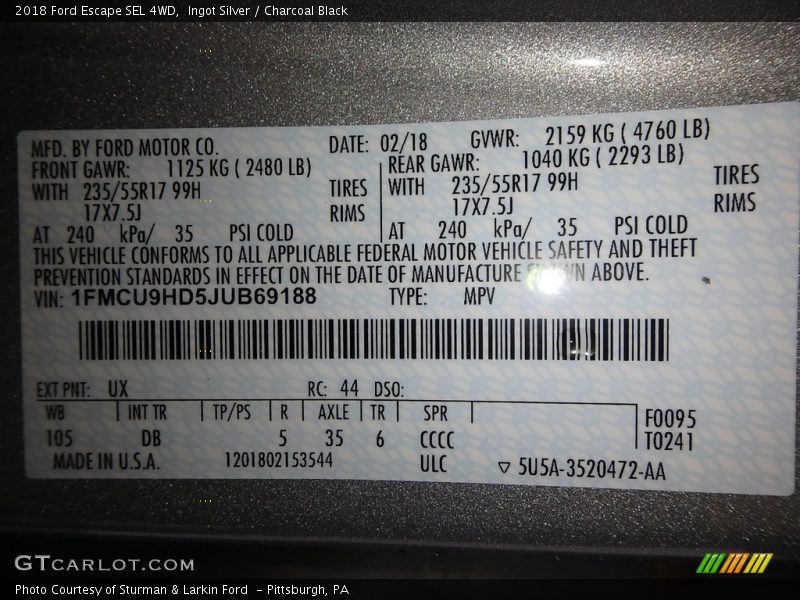 2018 Ford Escape SEL 4WD,  Ingot Silver / Charcoal Black
MFD. BY FORD MOTOR CO. DATE: 02/18 GVWR: 2159 KG ( 4760 LB)
FRONT GAWR: 1125 KG ( 2480 LB) REAR GAWR: 1040 KG ( 2293 LB)
WITH 235/55R17 99H TIRES WITH 235/55R17 99H TIRES
17X7.5J RIMS 17X7.5J RIMS
AT 240 kPa/ 35 PSI COLD AT 240 kPa/ 35 PSI COLD
THIS VEHICLE CONFORMS TO ALL APPLICABLE FEDERAL MOTOR VEHICLE SAFETY AND THEFT
PREVENTION STANDARDS IN EFFECT ON THE DATE OF MANUFACTURE SHOWN ABOVE.
VIN: 1FMCU9HD5JUB69188 TYPE: MPV
EXT PNT: UX RC: 44 DSO:
WB INT TR TP/PS R AXLE TR SPR F0095
105 DB 5 35 6 CCCC T0241
MADE IN U.S.A. 1201802153544 ULC 5U5A-3520472-AA
GTCARLOT.COM
Photo Courtesy of Sturman & Larkin Ford  - Pittsburgh, PA